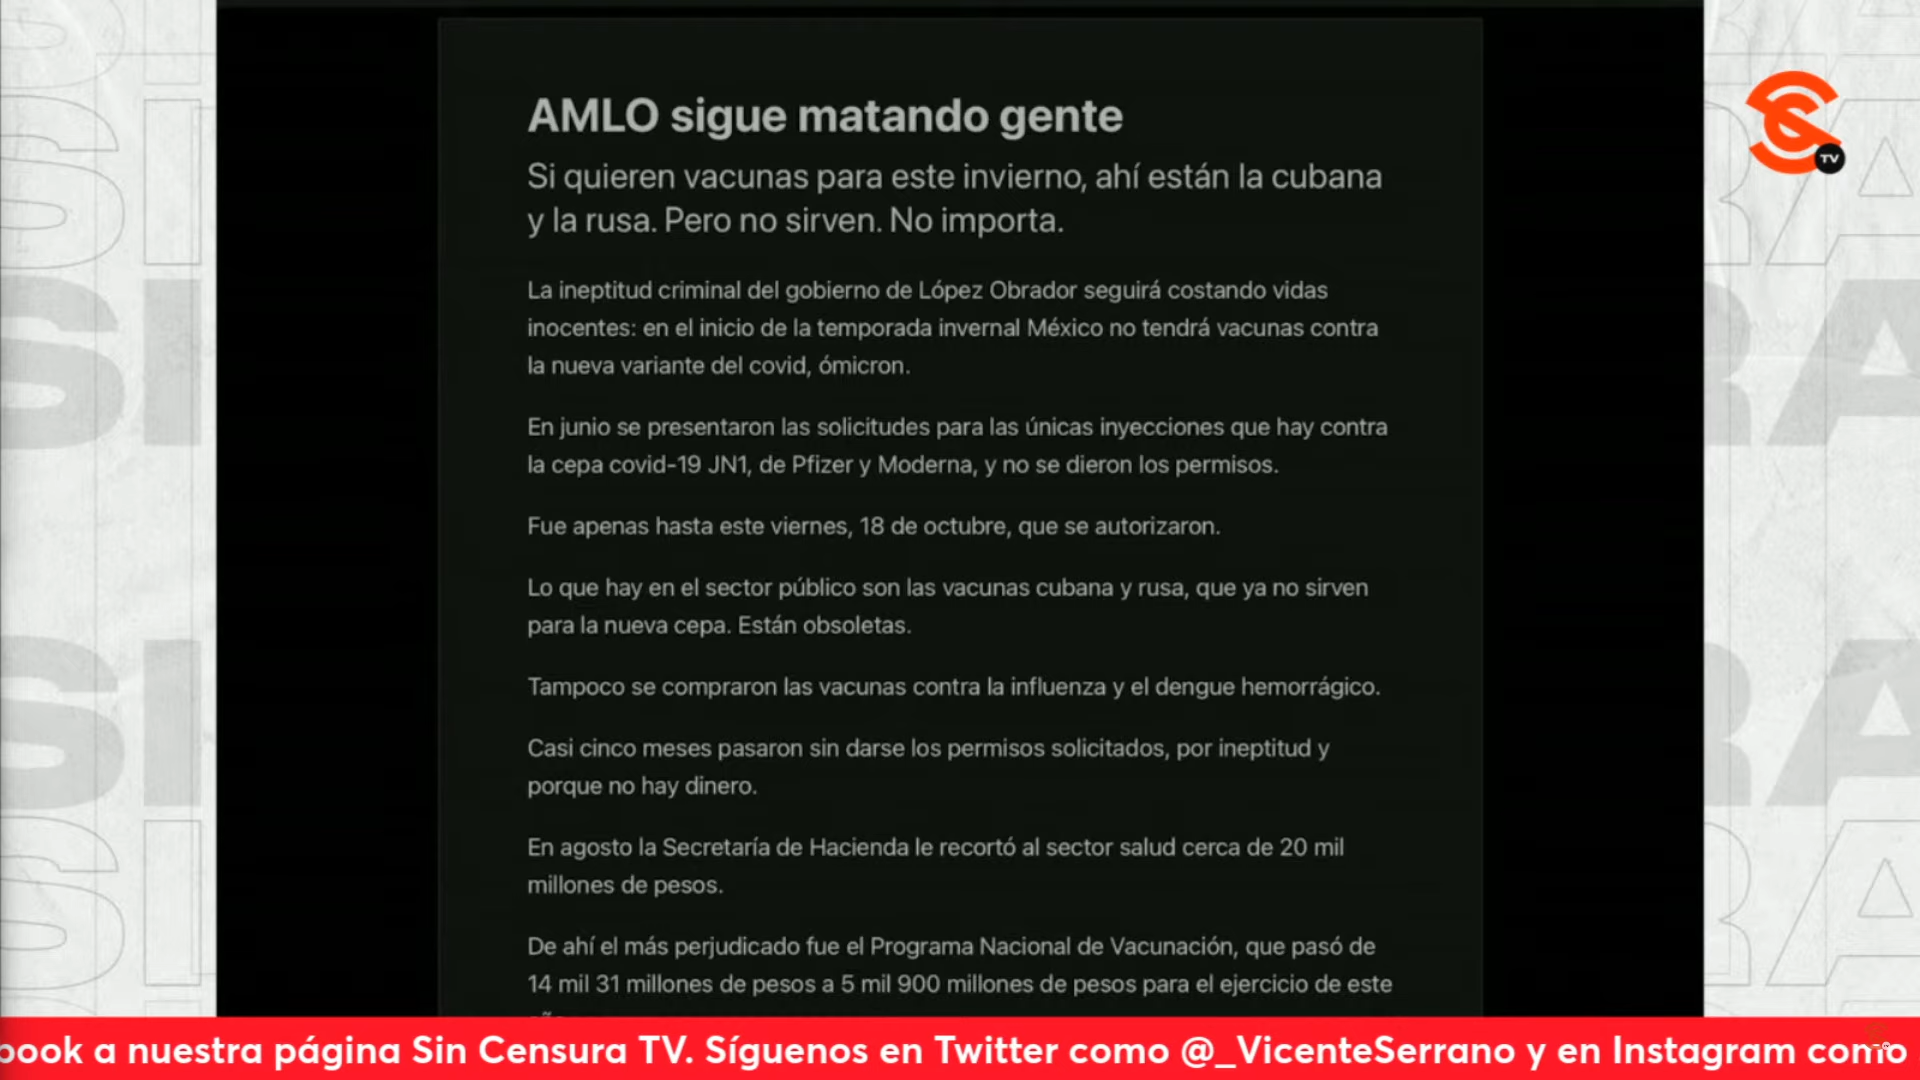 AMLO sigue matando gente
Si quieren vacunas para este invierno, ahí están la cubana
y la rusa. Pero no sirven. No importa.
La ineptitud criminal del gobierno de López Obrador seguirá costando vidas
inocentes: en el inicio de la temporada invernal México no tendrá vacunas contra
la nueva variante del covid, ómicron.
En junio se presentaron las solicitudes para las únicas inyecciones que hay contra
la cepa covid-19 JN1, de Pfizer y Moderna, y no se dieron los permisos.
Fue apenas hasta este viernes, 18 de octubre, que se autorizaron.
Lo que hay en el sector público son las vacunas cubana y rusa, que ya no sirven
para la nueva cepa. Están obsoletas.
Tampoco se compraron las vacunas contra la influenza y el dengue hemorrágico.
Casi cinco meses pasaron sin darse los permisos solicitados, por ineptitud y
porque no hay dinero.
En agosto la Secretaría de Hacienda le recortó al sector salud cerca de 20 mil
millones de pesos.
De ahí el más perjudicado fue el Programa Nacional de Vacunación, que pasó de
14 mil 31 millones de pesos a 5 mil 900 millones de pesos para el ejercicio de este
TV
book a nuestra página Sin Censura TV. Síguenos en Twitter como @_VicenteSerrano y en Instagram como